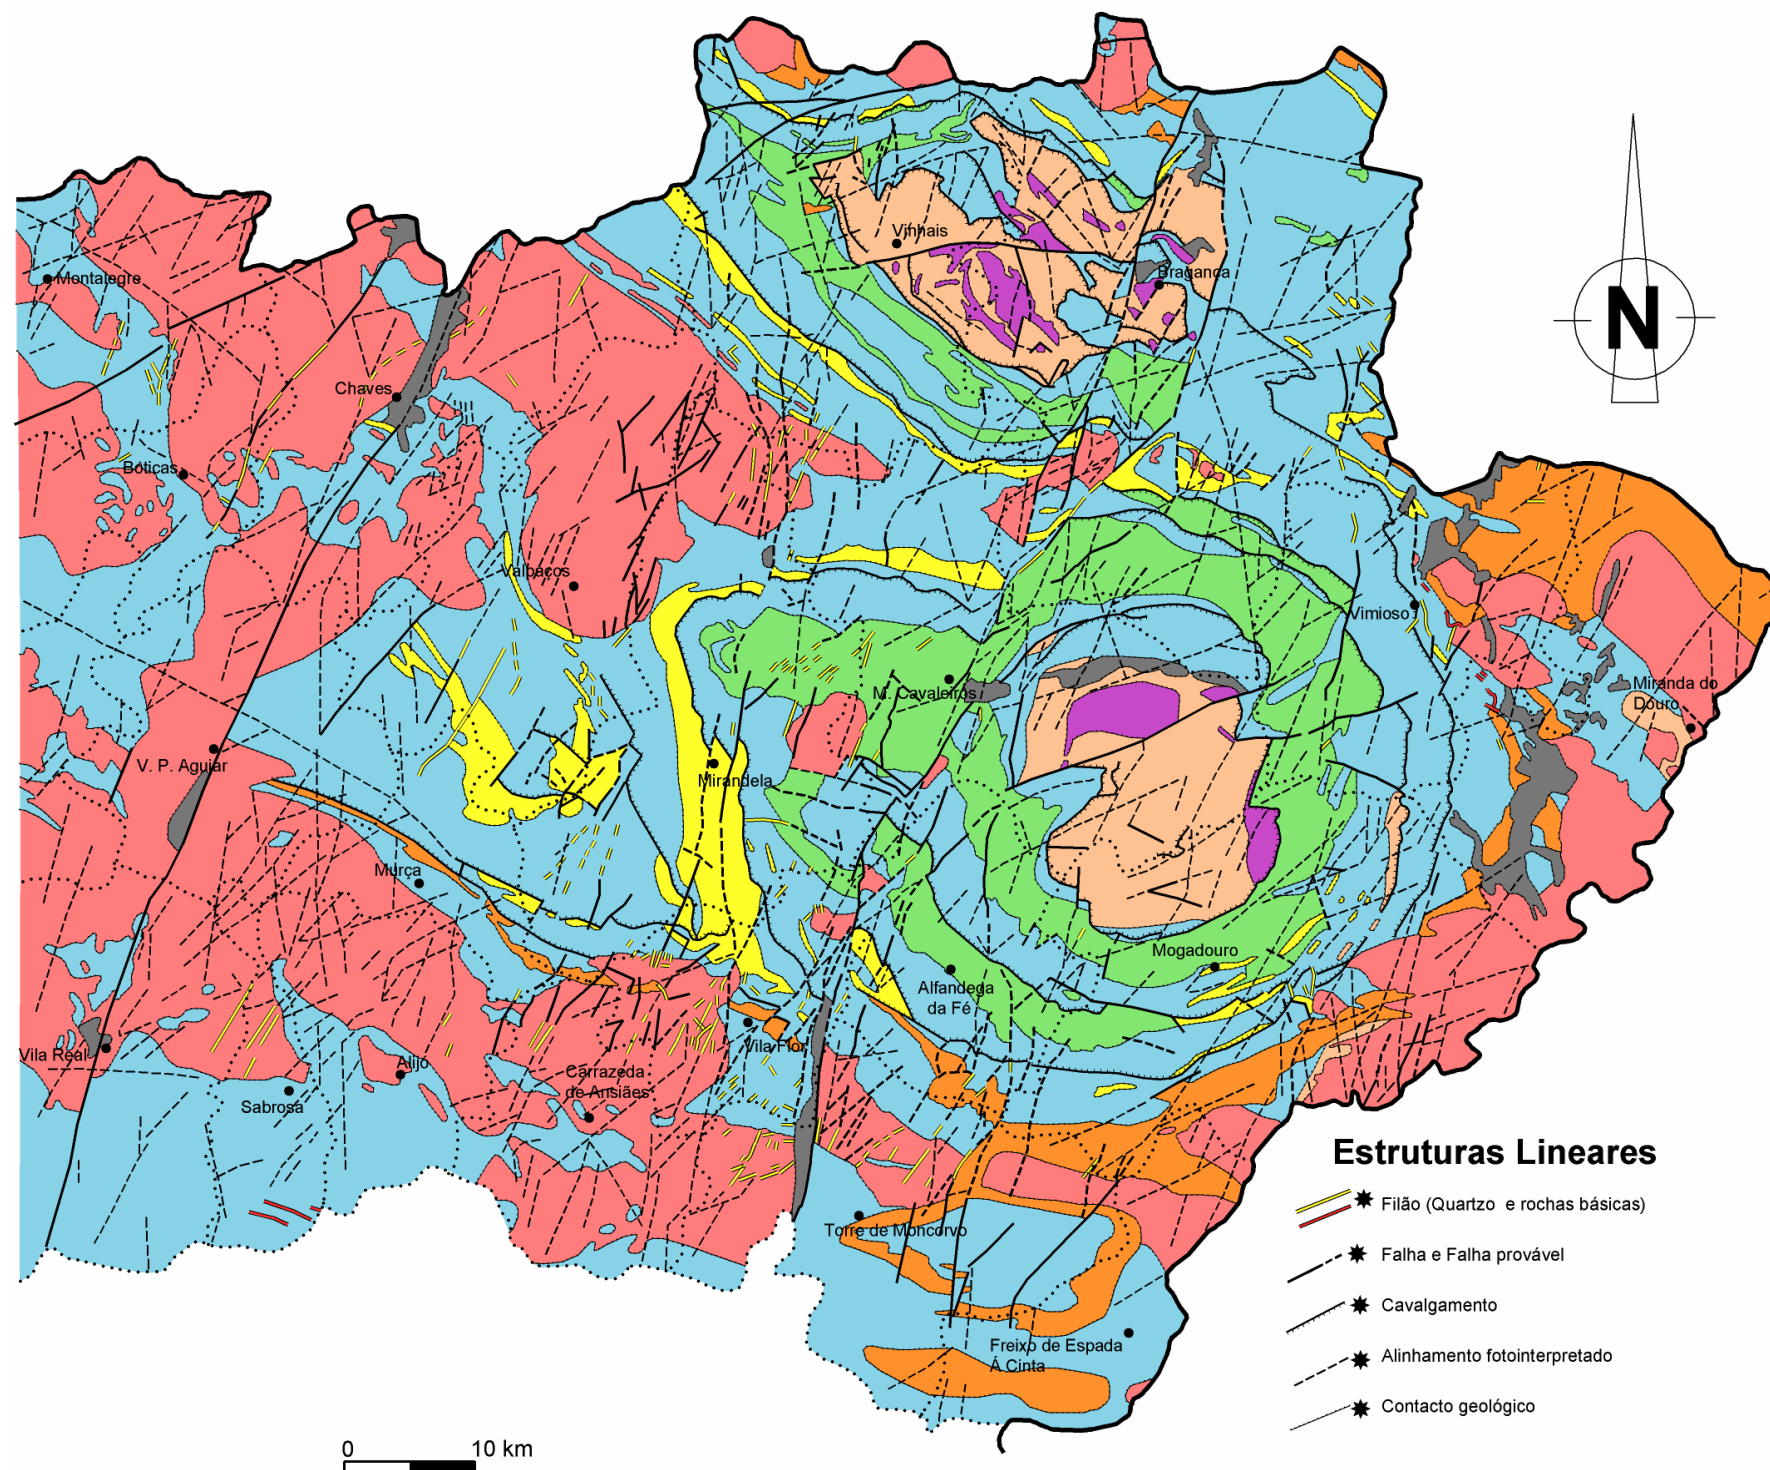 N
Vinhais
Bragança
Montalegre
Chaves
Boticas
Valpaços
Vimioso
M. Cavaleiros
Miranda do
Douro
V. P. Aguiar
Mirandela
Murça
Mogadouro
Alfandega
da Fé
Vila Flor
Vila Real
Alijó
Carrazeda
de Ansiães
Sabrosa
Torre de Moncorvo
Freixo de Espada
Á Cinta
Estruturas Lineares
Filão (Quartzo e rochas básicas)
Falha e Falha provável
Cavalgamento
Alinhamento fotointerpretado
Contacto geológico
0 10 km